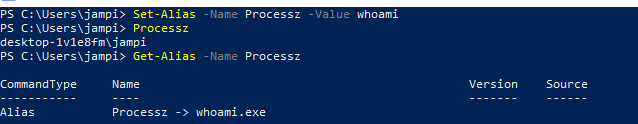 PS C:\Users\jampi> Set-Alias -Name Processz -Value whoami
PS C:\Users\jampi> Processz
desktop-1v1e8fm\jampi
PS C:\Users\jampi> Get-Alias -Name Processz
CommandType Name Version Source
----------- ---- ------- ------
Alias Processz -> whoami.exe